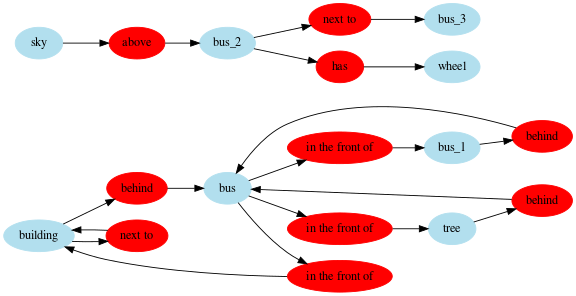 sky
above
bus_2
next to
bus_3
has
wheel
behind
in the front of
bus_1
behind
bus
behind
building
next to
in the front of
tree
in the front of